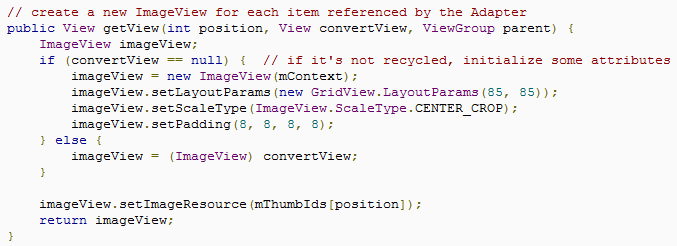 // create a new ImageView for each item referenced by the Adapter
public View getView(int position, View convertView, ViewGroup parent) {
    ImageView imageView;
    if (convertView == null) {  // if it's not recycled, initialize some attributes
        imageView = new ImageView(mContext);
        imageView.setLayoutParams(new GridView.LayoutParams(85, 85));
        imageView.setScaleType(ImageView.ScaleType.CENTER_CROP);
        imageView.setPadding(8, 8, 8, 8);
    } else {
        imageView = (ImageView) convertView;
    }

    imageView.setImageResource(mThumbIds[position]);
    return imageView;
}